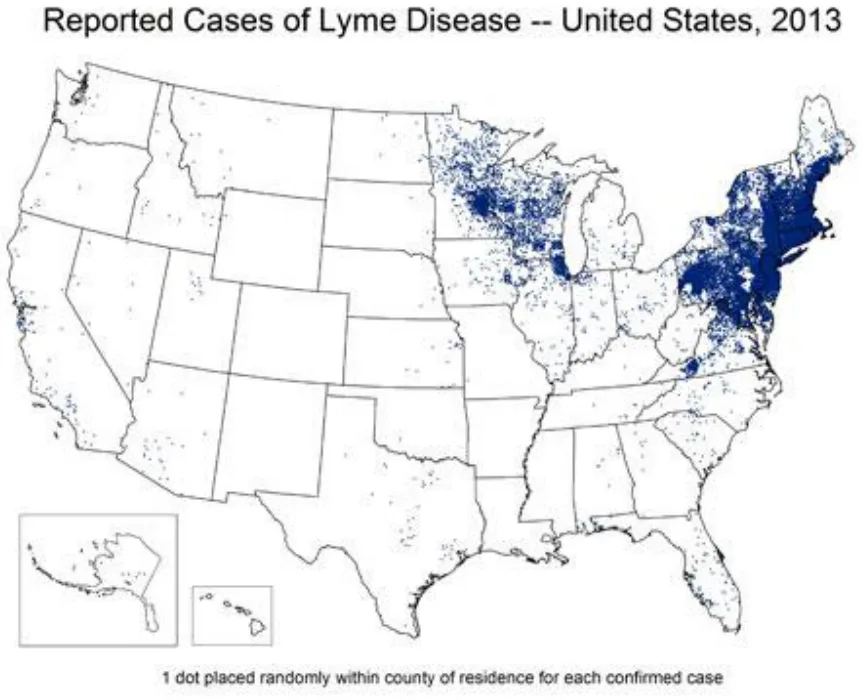 Reported Cases of Lyme Disease -- United States, 2013
1 dot placed randomly within county of residence for each confirmed case